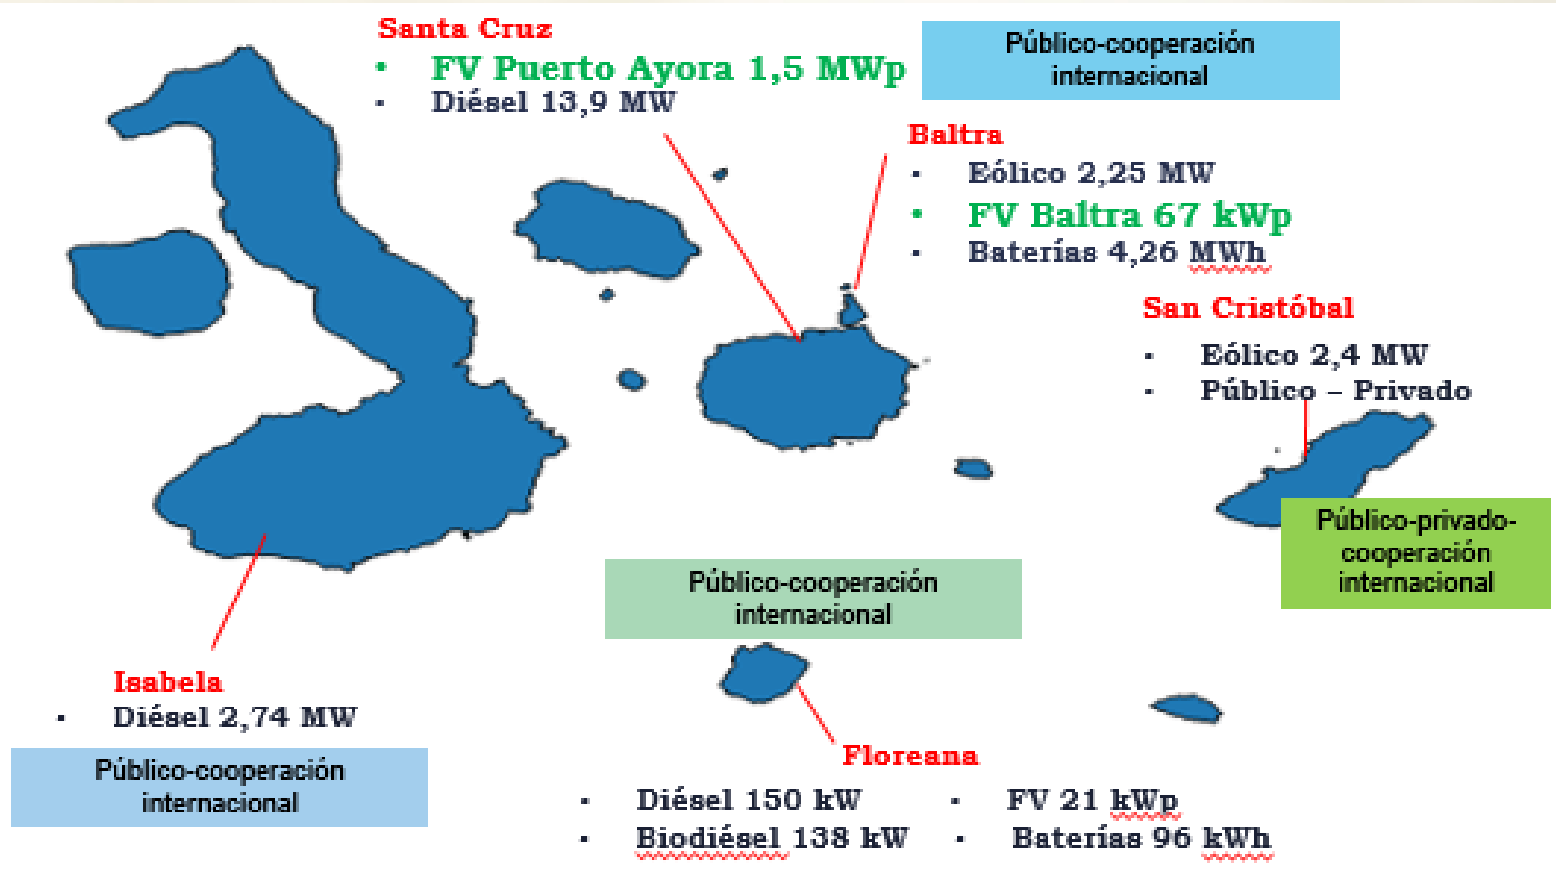 Santa Cruz
• FV Puerto Ayora 1,5 MWp
▪ Diésel 13,9 MW
Público-cooperación
internacional
Baltra
▪ Eólico 2,25 MW
• FV Baltra 67 kWp
▪ Baterías 4,26 MWh
San Cristóbal
▪ Eólico 2,4 MW
▪ Público – Privado
Público-privado-
cooperación
internacional
Público-cooperación
internacional
Isabela
▪ Diésel 2,74 MW
Público-cooperación
internacional
Floreana
▪ Diésel 150 kW
▪ Biodiésel 138 kW
▪ FV 21 kWp
▪ Baterías 96 kWh